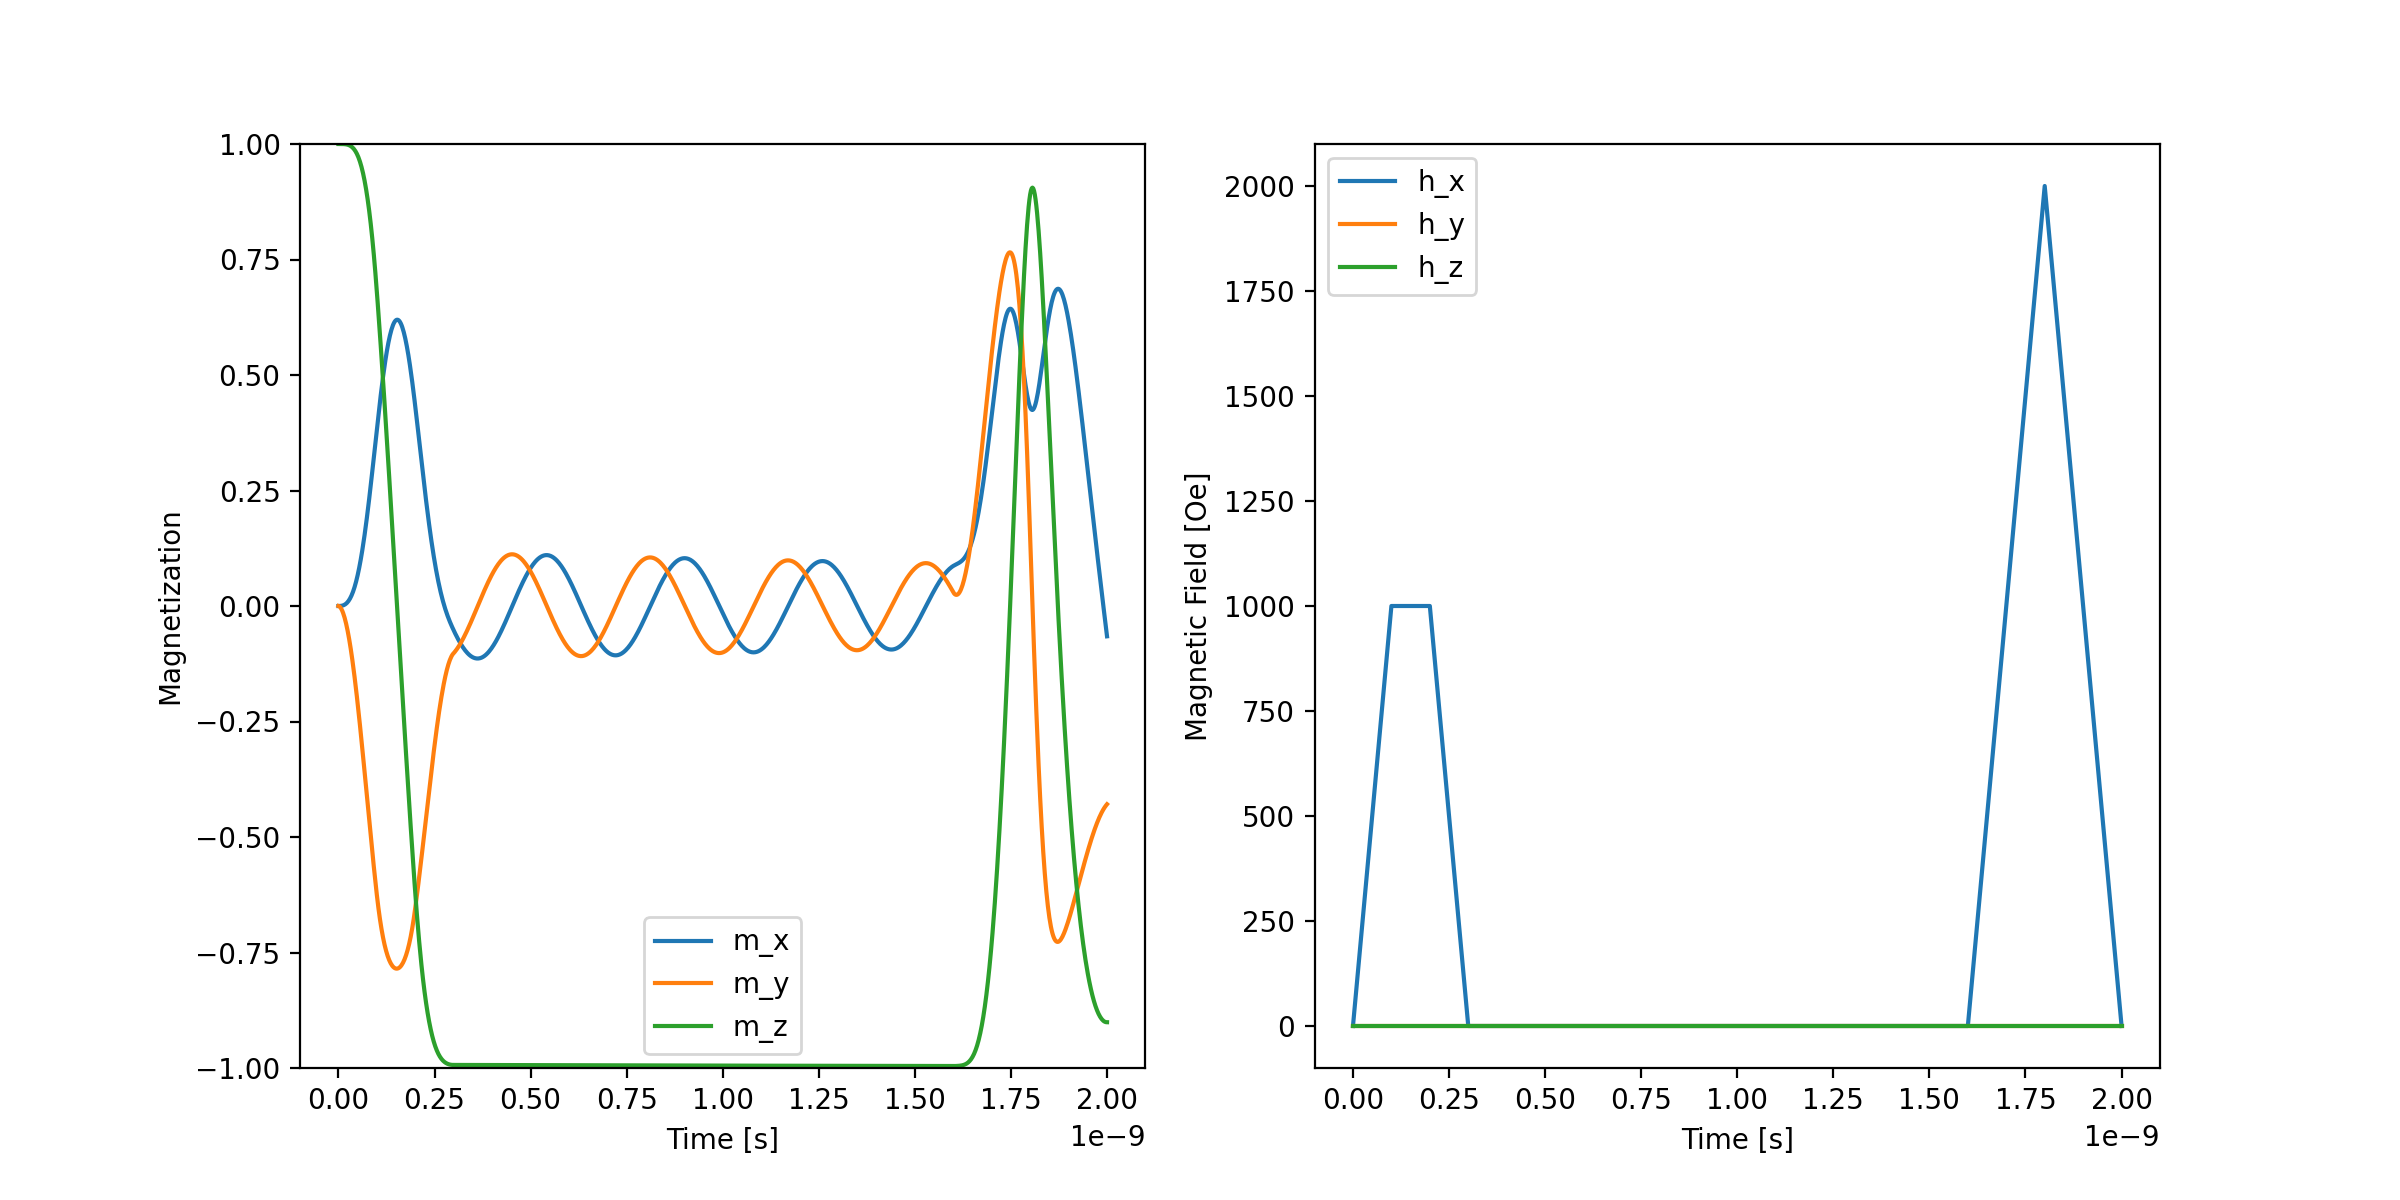 1.00
0.75
0.50
0.25
0.00
−0.25
−0.50
−0.75
−1.00
Magnetization
m_x
m_y
m_z
0.00 0.25 0.50 0.75 1.00 1.25 1.50 1.75 2.00
Time [s]
1e−9
2000
1750
1500
1250
1000
750
500
250
0
Magnetic Field [Oe]
h_x
h_y
h_z
0.00 0.25 0.50 0.75 1.00 1.25 1.50 1.75 2.00
Time [s]
1e−9